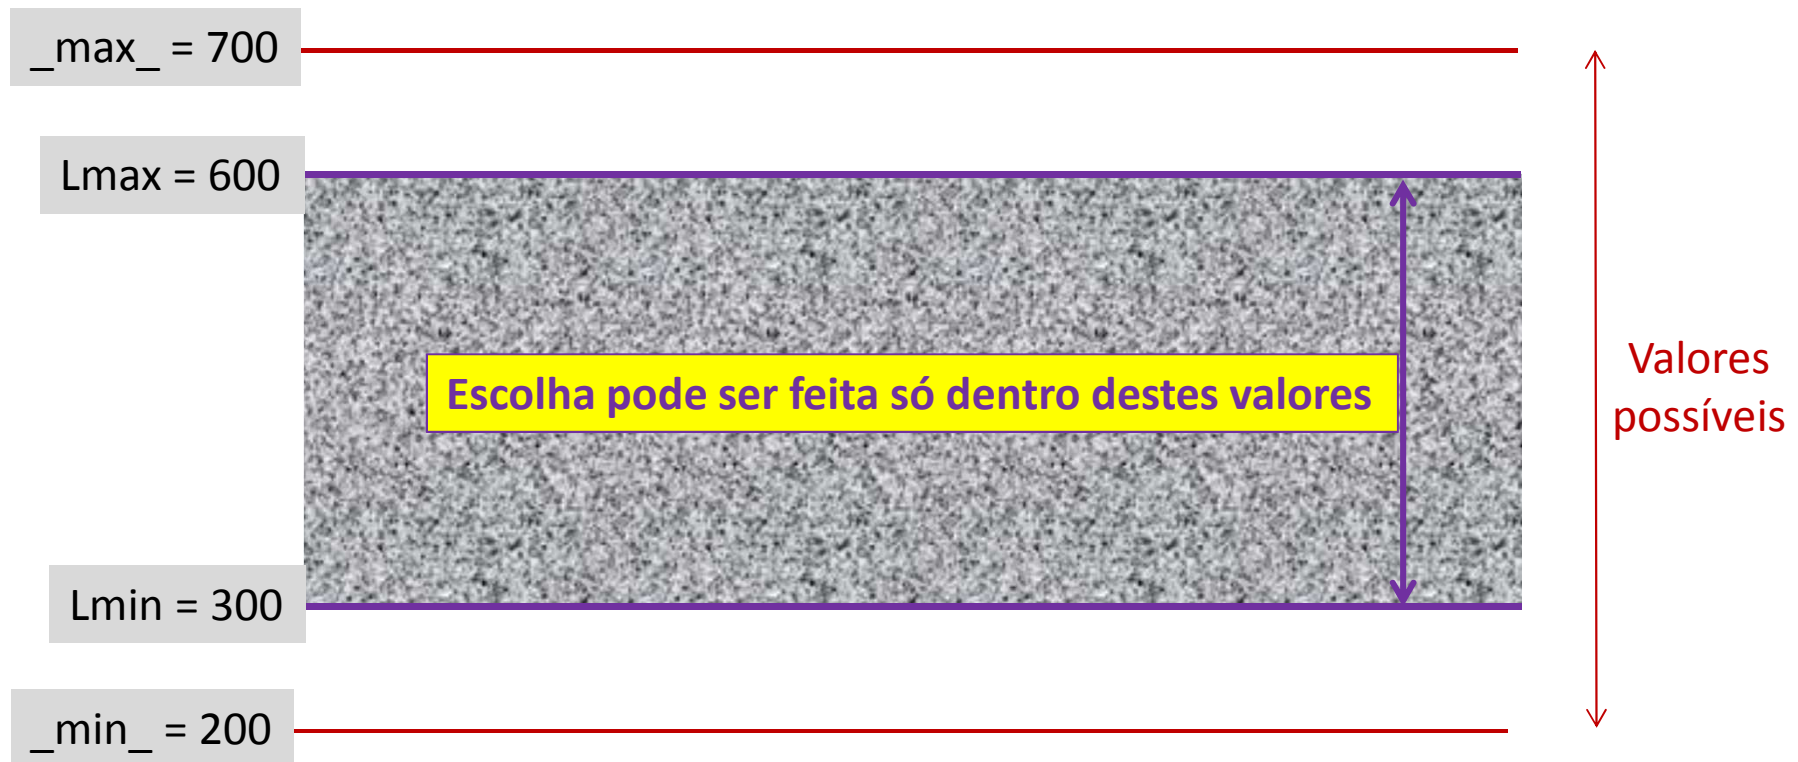 _max_ = 700
Lmax = 600
Escolha pode ser feita só dentro destes valores
Valores
possíveis
Lmin = 300
_min_ = 200